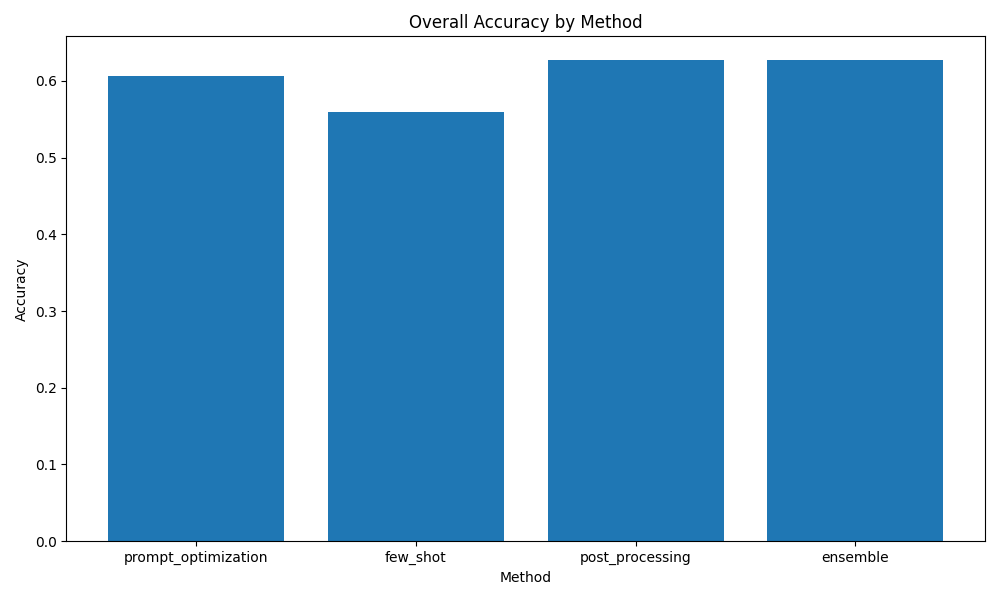 Overall Accuracy by Method
Accuracy
0.6
0.5
0.4
0.3
0.2
0.1
0.0
prompt_optimization few_shot post_processing ensemble
Method